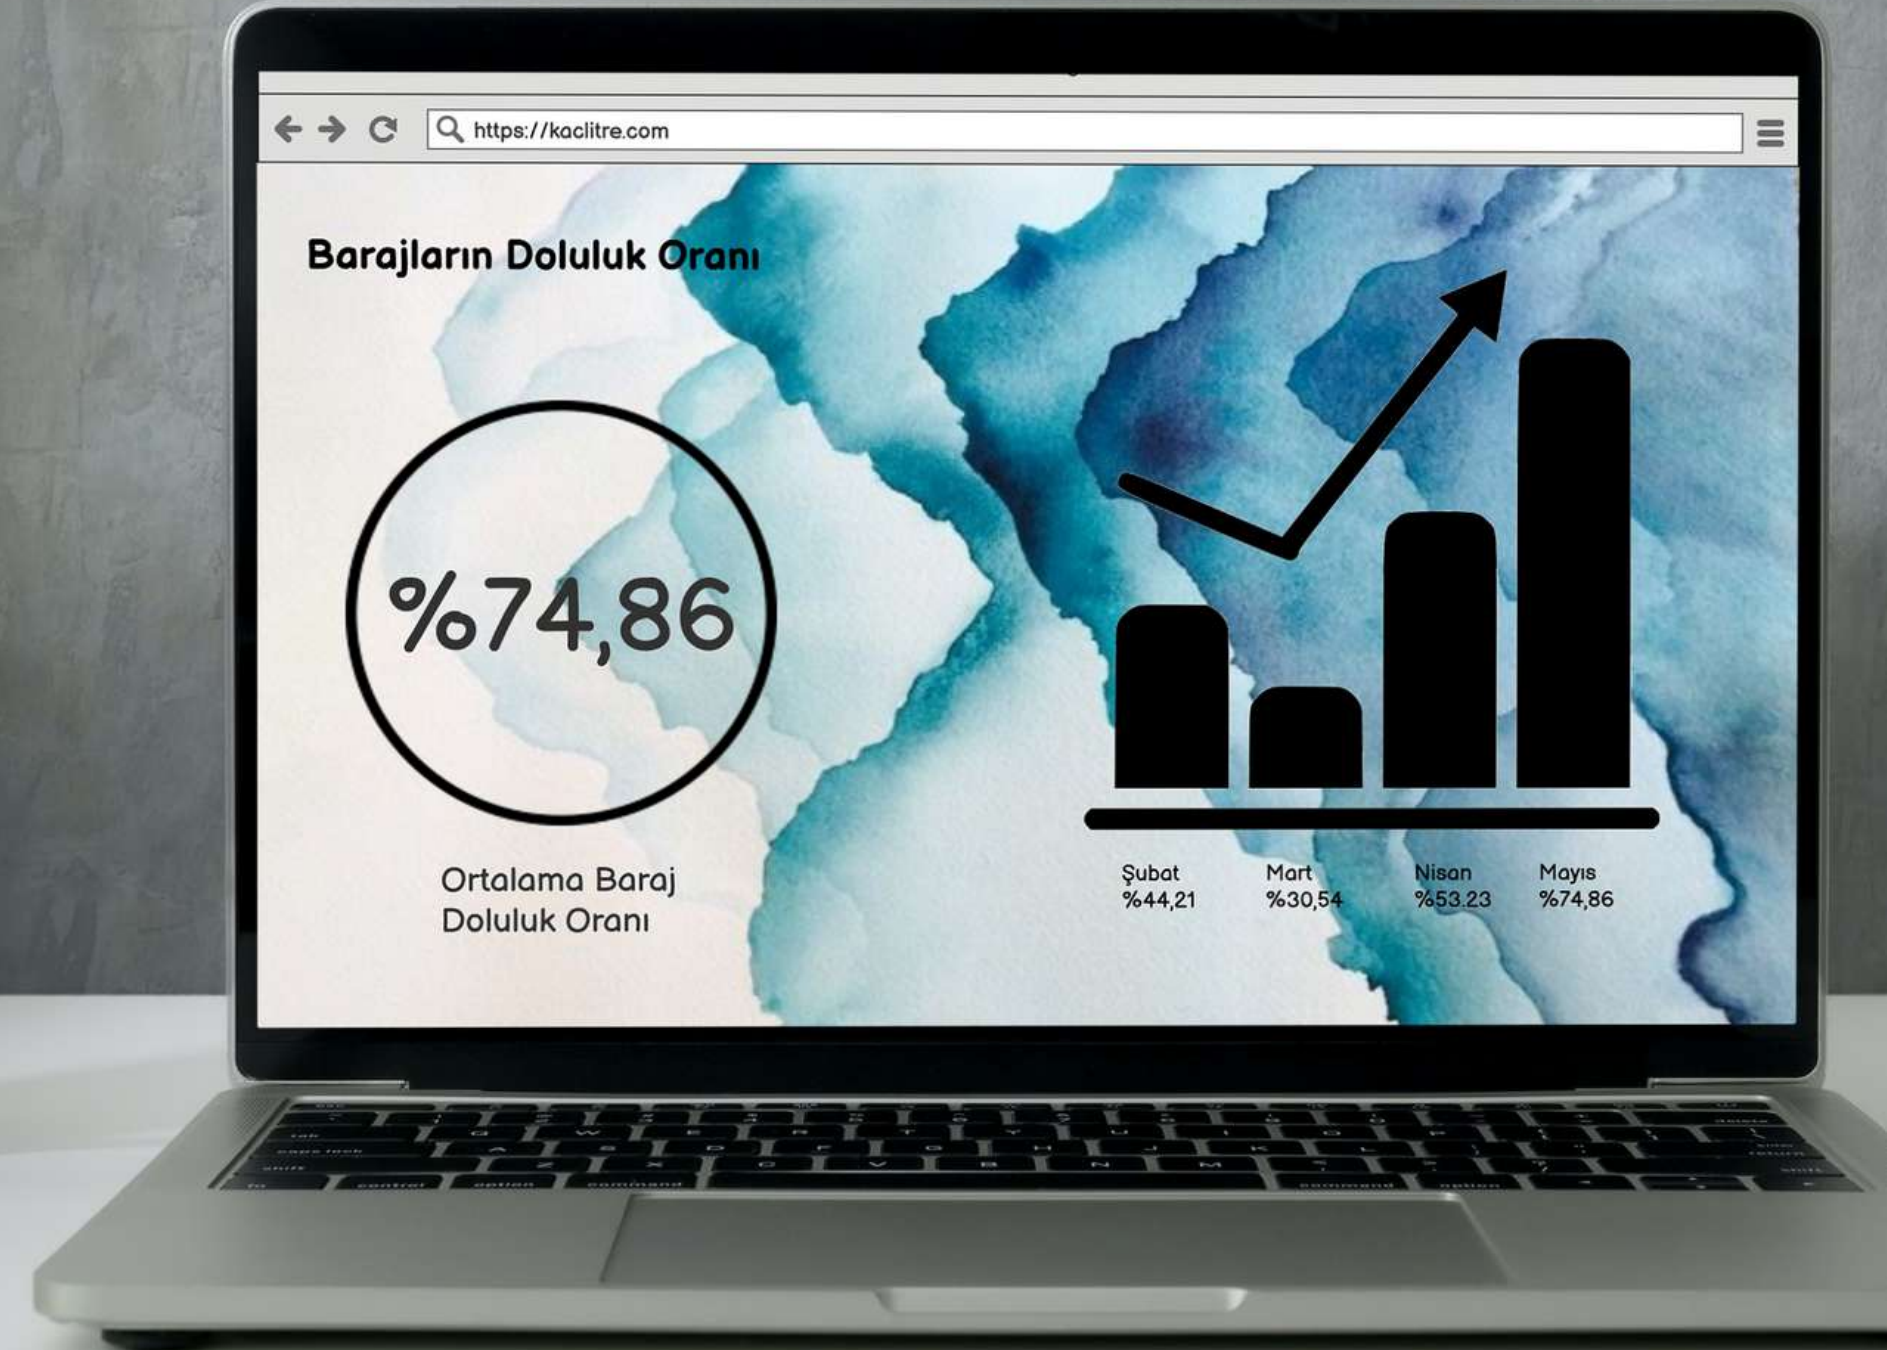 https://kaclitre.com
Barajların Doluluk Oranı
%74,86
Ortalama Baraj
Doluluk Oranı
Şubat
%44,21
Mart
%30,54
Nisan
%53.23
Mayıs
%74,86